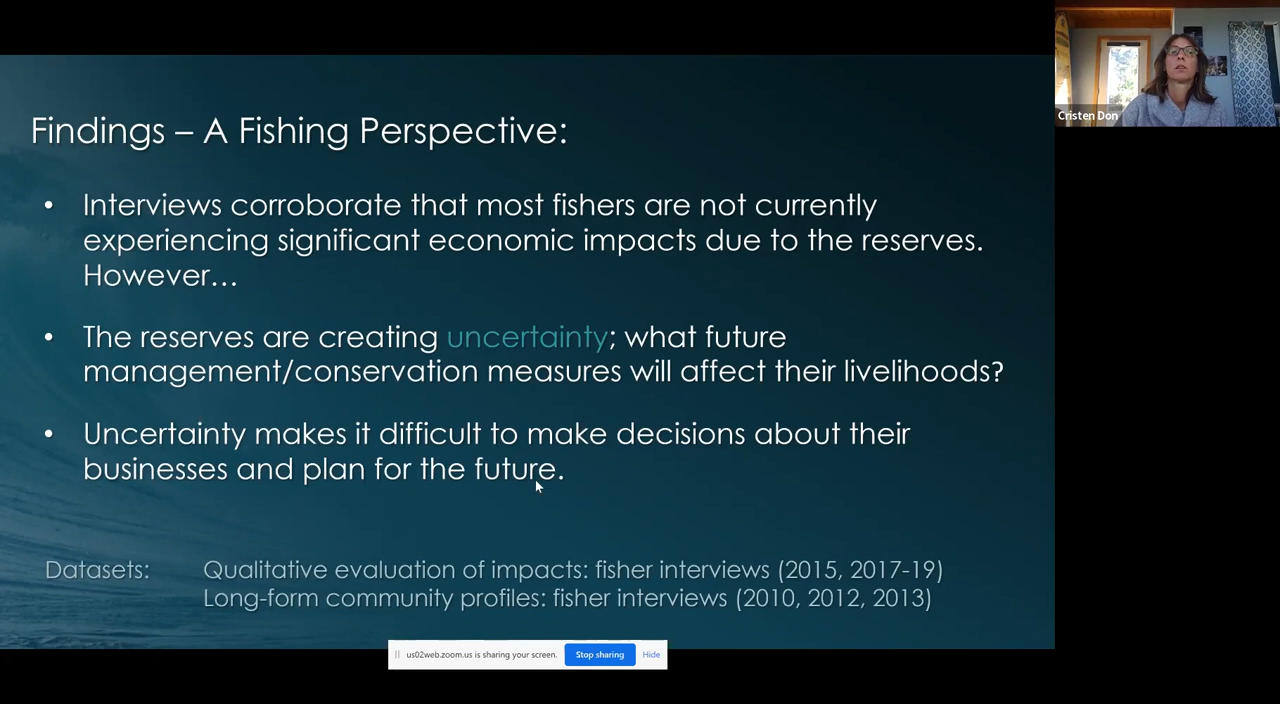 Findings – A Fishing Perspective:
• Interviews corroborate that most fishers are not currently
experiencing significant economic impacts due to the reserves.
However…
• The reserves are creating uncertainty; what future
management/conservation measures will affect their livelihoods?
• Uncertainty makes it difficult to make decisions about their
businesses and plan for the future.
Datasets: Qualitative evaluation of impacts: fisher interviews (2015, 2017-19)
Long-form community profiles: fisher interviews (2010, 2012, 2013)
us02web.zoom.us is sharing your screen. Stop sharing Hide
Cristen Don